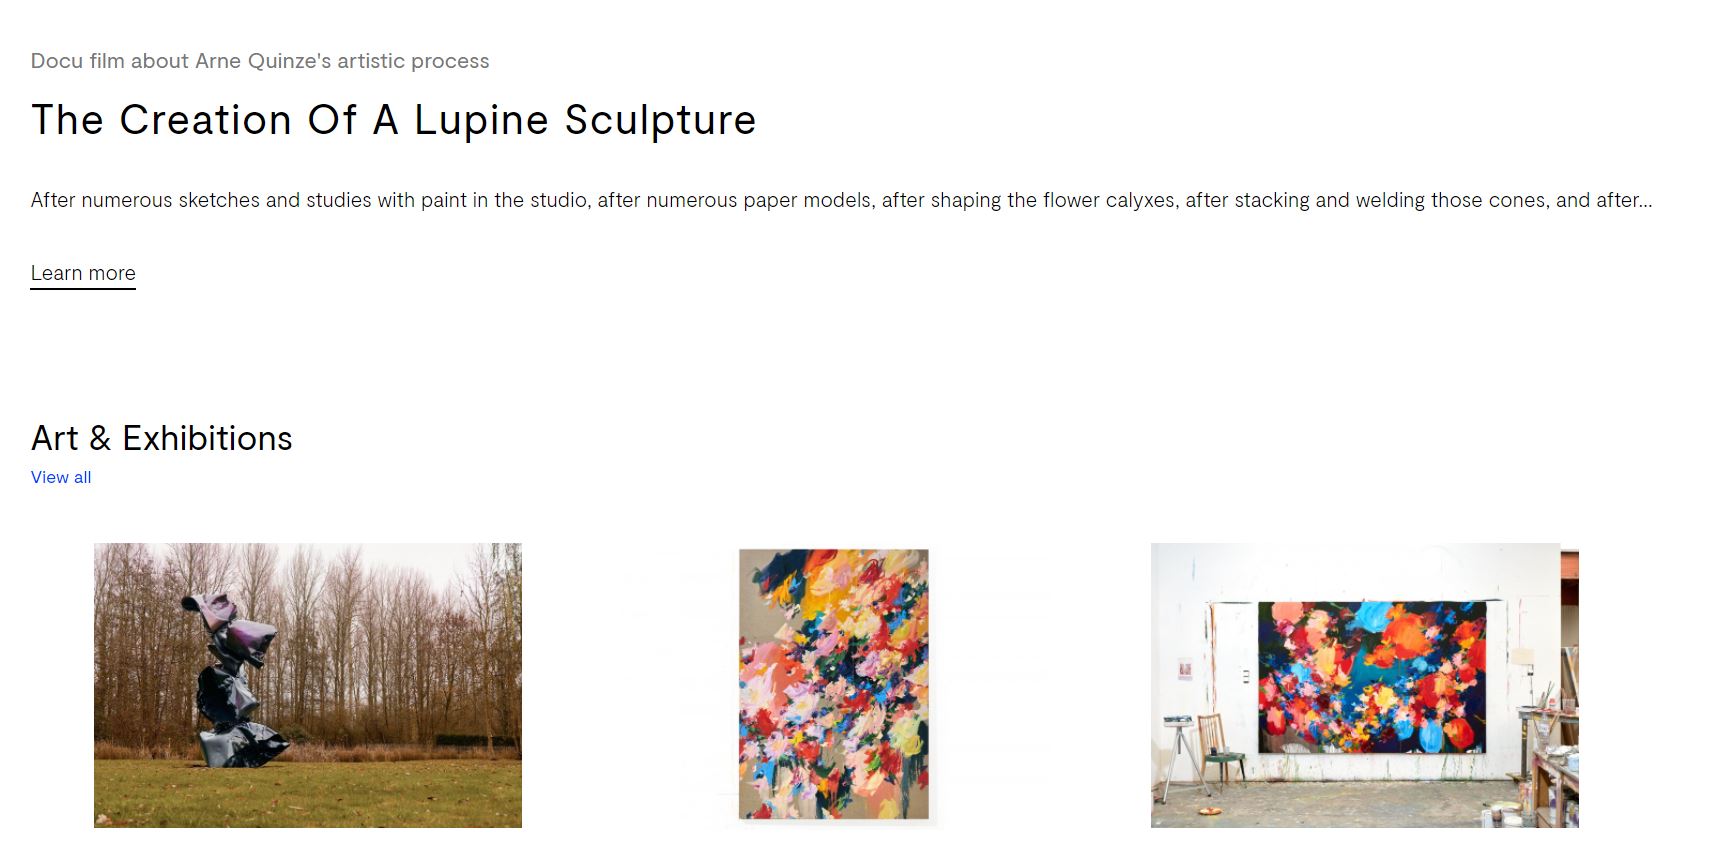 Docu film about Arne Quinze's artistic process
The Creation Of A Lupine Sculpture
After numerous sketches and studies with paint in the studio, after numerous paper models, after shaping the flower calyxes, after stacking and welding those cones, and after...
Learn more
Art & Exhibitions
View all